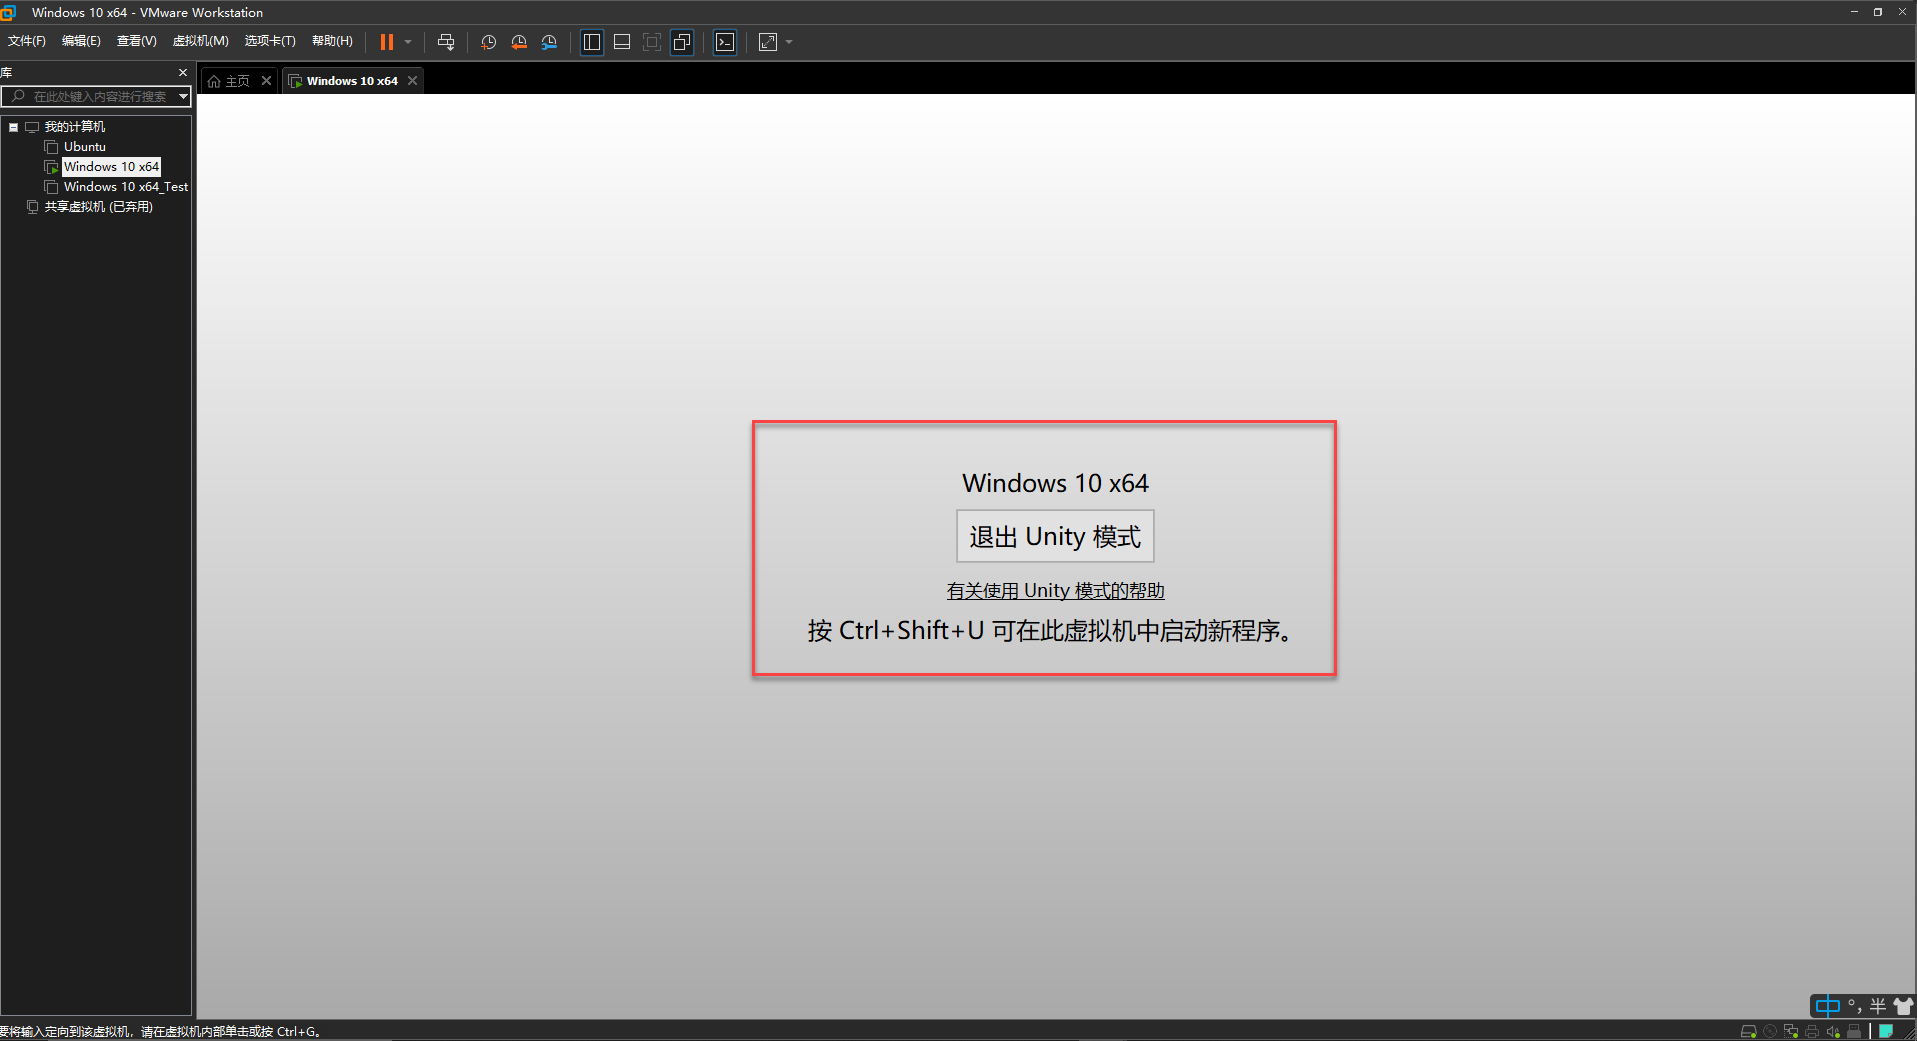 Windows 10 x64 - VMware Workstation
文件(F) 编辑(E) 查看(V) 虚拟机(M) 选项卡(T) 帮助(H)
库
主页
Windows 10 x64
在此处键入内容进行搜索
我的计算机
Ubuntu
Windows 10 x64
Windows 10 x64_Test
共享虚拟机 (已弃用)
Windows 10 x64
退出 Unity 模式
有关使用 Unity 模式的帮助
按 Ctrl+Shift+U 可在此虚拟机中启动新程序。
中 °, 半
要将输入定向到该虚拟机，请在虚拟机内部单击或按 Ctrl+G。